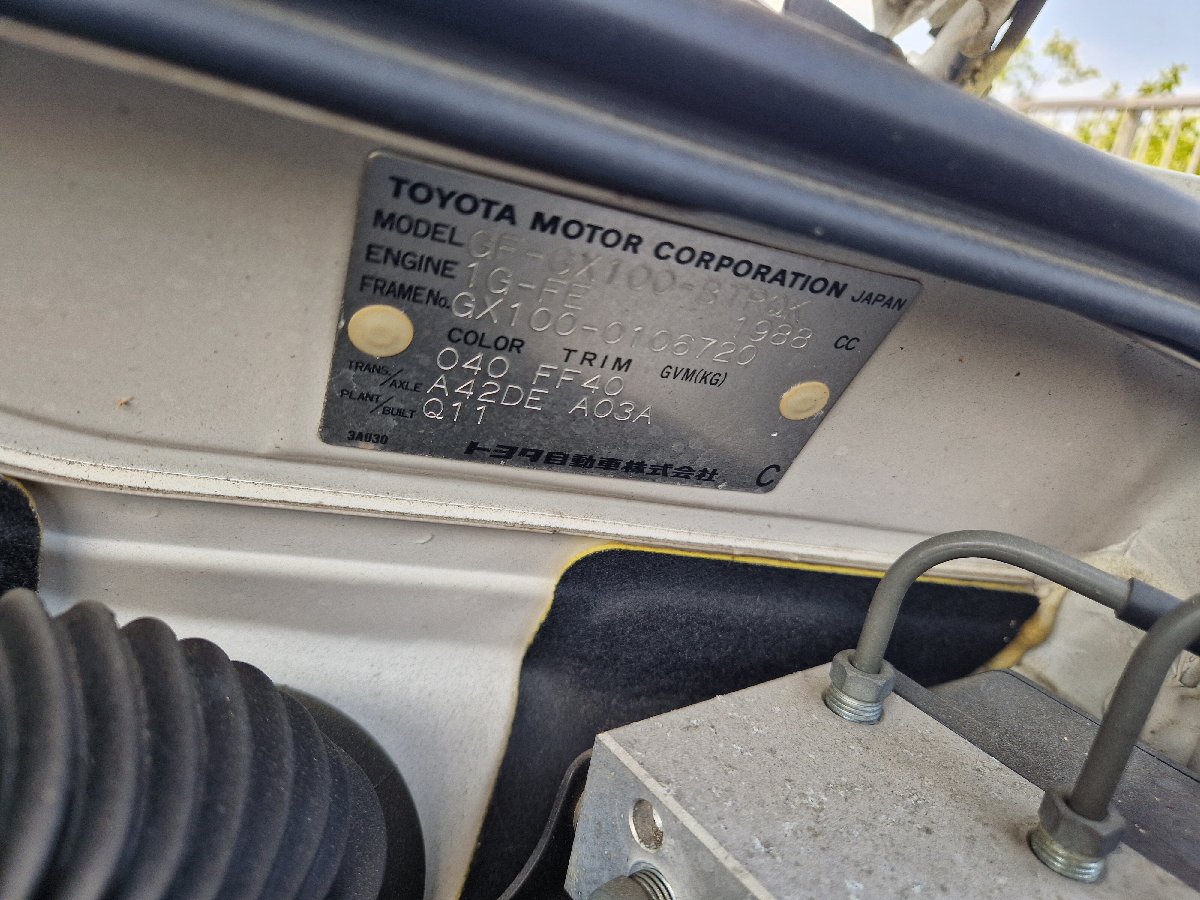 TOYOTA MOTOR CORPORATION JAPAN
MODEL GF-GX100-BTPQK
ENGINE 1G-FE 1988 CC
FRAME No. GX100-0106720
COLOR TRIM GVM(KG)
040 FF40
TRANS./AXLE A42DE A03A
PLANT/BUILT Q11
3A030
トヨタ自動車株式会社 C